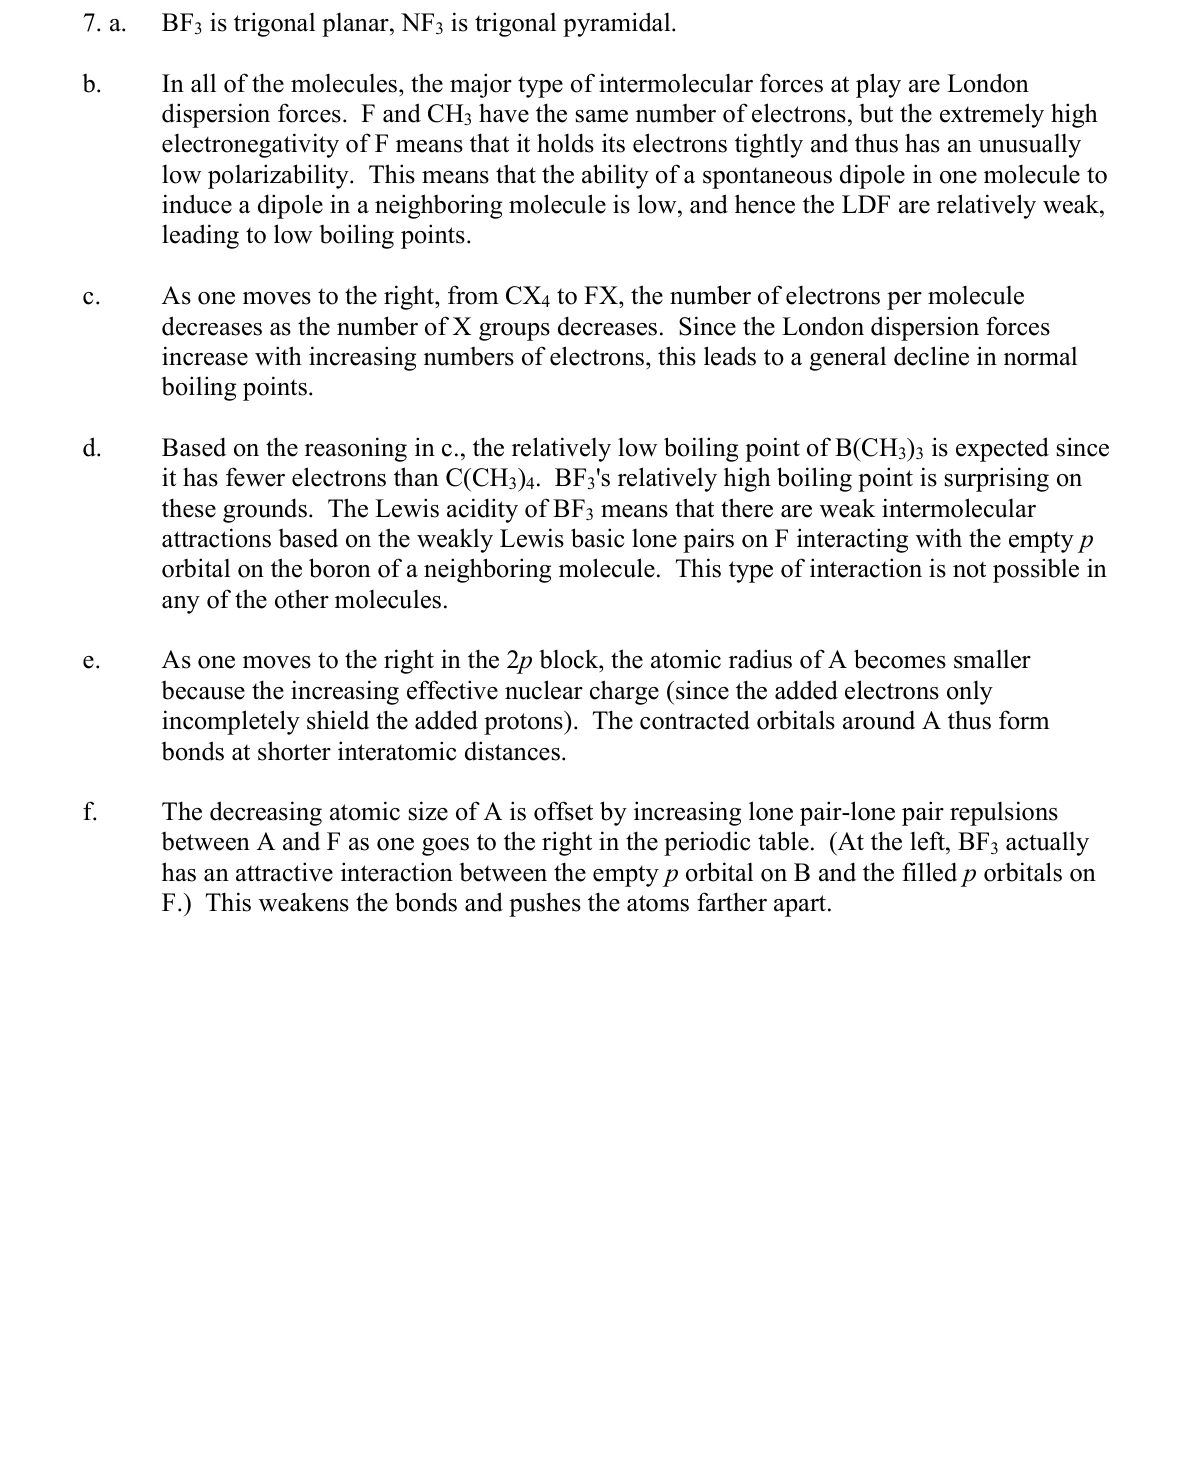 7. a. BF₃ is trigonal planar, NF₃ is trigonal pyramidal.
b. In all of the molecules, the major type of intermolecular forces at play are London
dispersion forces. F and CH₃ have the same number of electrons, but the extremely high
electronegativity of F means that it holds its electrons tightly and thus has an unusually
low polarizability. This means that the ability of a spontaneous dipole in one molecule to
induce a dipole in a neighboring molecule is low, and hence the LDF are relatively weak,
leading to low boiling points.
c. As one moves to the right, from CX₄ to FX, the number of electrons per molecule
decreases as the number of X groups decreases. Since the London dispersion forces
increase with increasing numbers of electrons, this leads to a general decline in normal
boiling points.
d. Based on the reasoning in c., the relatively low boiling point of B(CH₃)₃ is expected since
it has fewer electrons than C(CH₃)₄. BF₃'s relatively high boiling point is surprising on
these grounds. The Lewis acidity of BF₃ means that there are weak intermolecular
attractions based on the weakly Lewis basic lone pairs on F interacting with the empty p
orbital on the boron of a neighboring molecule. This type of interaction is not possible in
any of the other molecules.
e. As one moves to the right in the 2p block, the atomic radius of A becomes smaller
because the increasing effective nuclear charge (since the added electrons only
incompletely shield the added protons). The contracted orbitals around A thus form
bonds at shorter interatomic distances.
f. The decreasing atomic size of A is offset by increasing lone pair-lone pair repulsions
between A and F as one goes to the right in the periodic table. (At the left, BF₃ actually
has an attractive interaction between the empty p orbital on B and the filled p orbitals on
F.) This weakens the bonds and pushes the atoms farther apart.